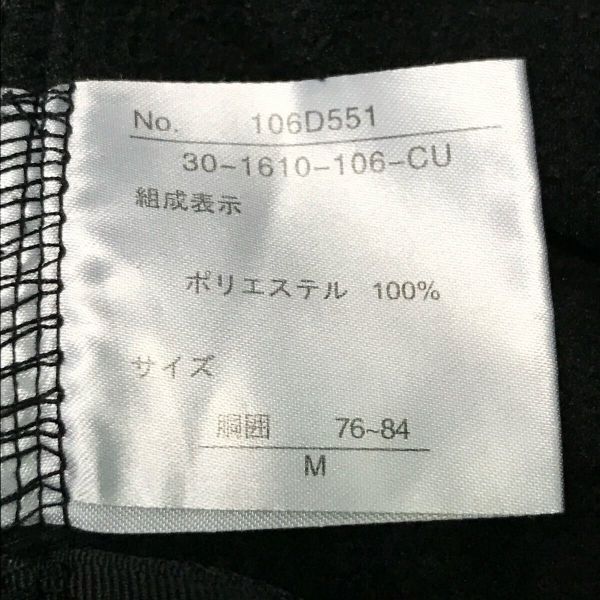 No. 106D551
30-1610-106-CU
組成表示
ポリエステル 100%
サイズ
胴囲 76~84
M